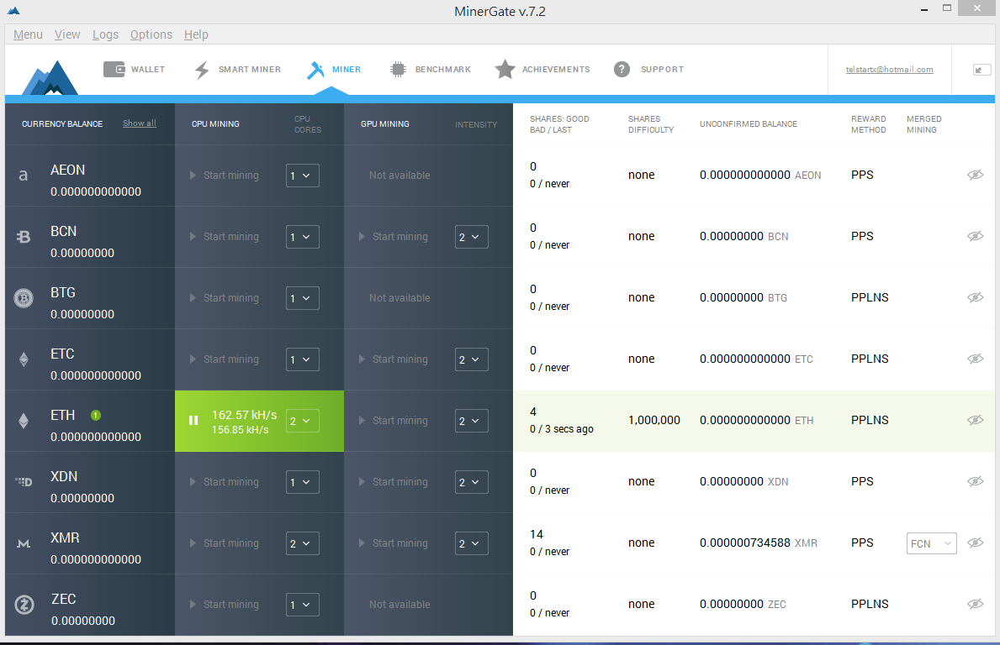 MinerGate v.7.2
Menu View Logs Options Help
WALLET SMART MINER MINER BENCHMARK ACHIEVEMENTS ? SUPPORT telstartx@hotmail.com
CURRENCY BALANCE Show all CPU MINING CPU CORES GPU MINING INTENSITY SHARES: GOOD BAD / LAST SHARES DIFFICULTY UNCONFIRMED BALANCE REWARD METHOD MERGED MINING
a AEON Start mining 1 Not available 0 none 0.000000000000 AEON PPS
0.000000000000 0 / never
BCN Start mining 1 Start mining 2 0 none 0.00000000 BCN PPS
0.00000000 0 / never
BTG Start mining 1 Not available 0 none 0.00000000 BTG PPLNS
0.00000000 0 / never
ETC Start mining 1 Start mining 2 0 none 0.000000000000 ETC PPLNS
0.000000000000 0 / never
ETH 1 162.57 kH/s 2 Start mining 2 4 1,000,000 0.000000000000 ETH PPLNS
0.000000000000 156.85 kH/s 0 / 3 secs ago
D XDN Start mining 1 Start mining 2 0 none 0.00000000 XDN PPS
0.00000000 0 / never
XMR Start mining 2 Start mining 2 14 none 0.000000734588 XMR PPS FCN
0.000000000000 0 / never
ZEC Start mining 1 Not available 0 none 0.00000000 ZEC PPLNS
0.00000000 0 / never